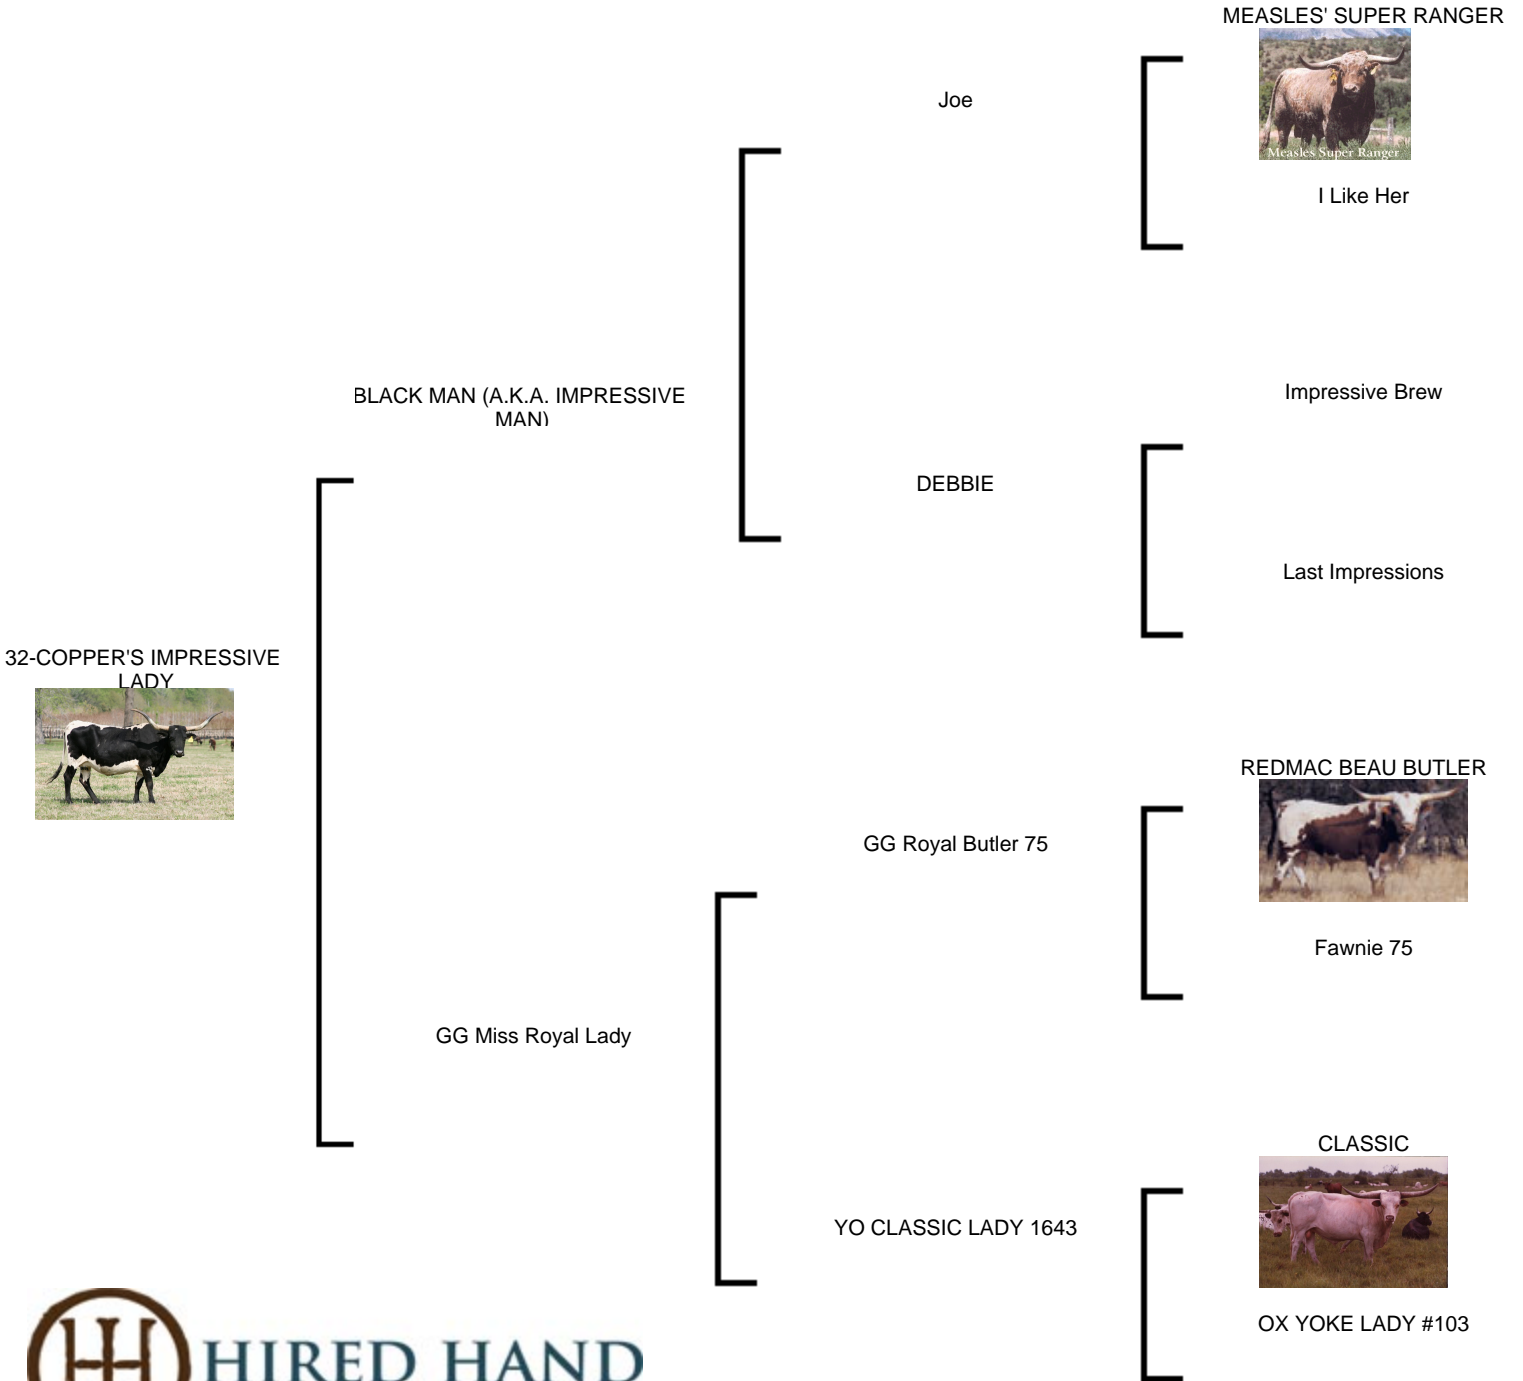 MEASLES' SUPER RANGER
Measles Super Ranger
Joe
I Like Her
BLACK MAN (A.K.A. IMPRESSIVE
MAN)
Impressive Brew
DEBBIE
Last Impressions
32-COPPER'S IMPRESSIVE
LADY
REDMAC BEAU BUTLER
GG Royal Butler 75
Fawnie 75
GG Miss Royal Lady
CLASSIC
YO CLASSIC LADY 1643
OX YOKE LADY #103
HIRED HAND